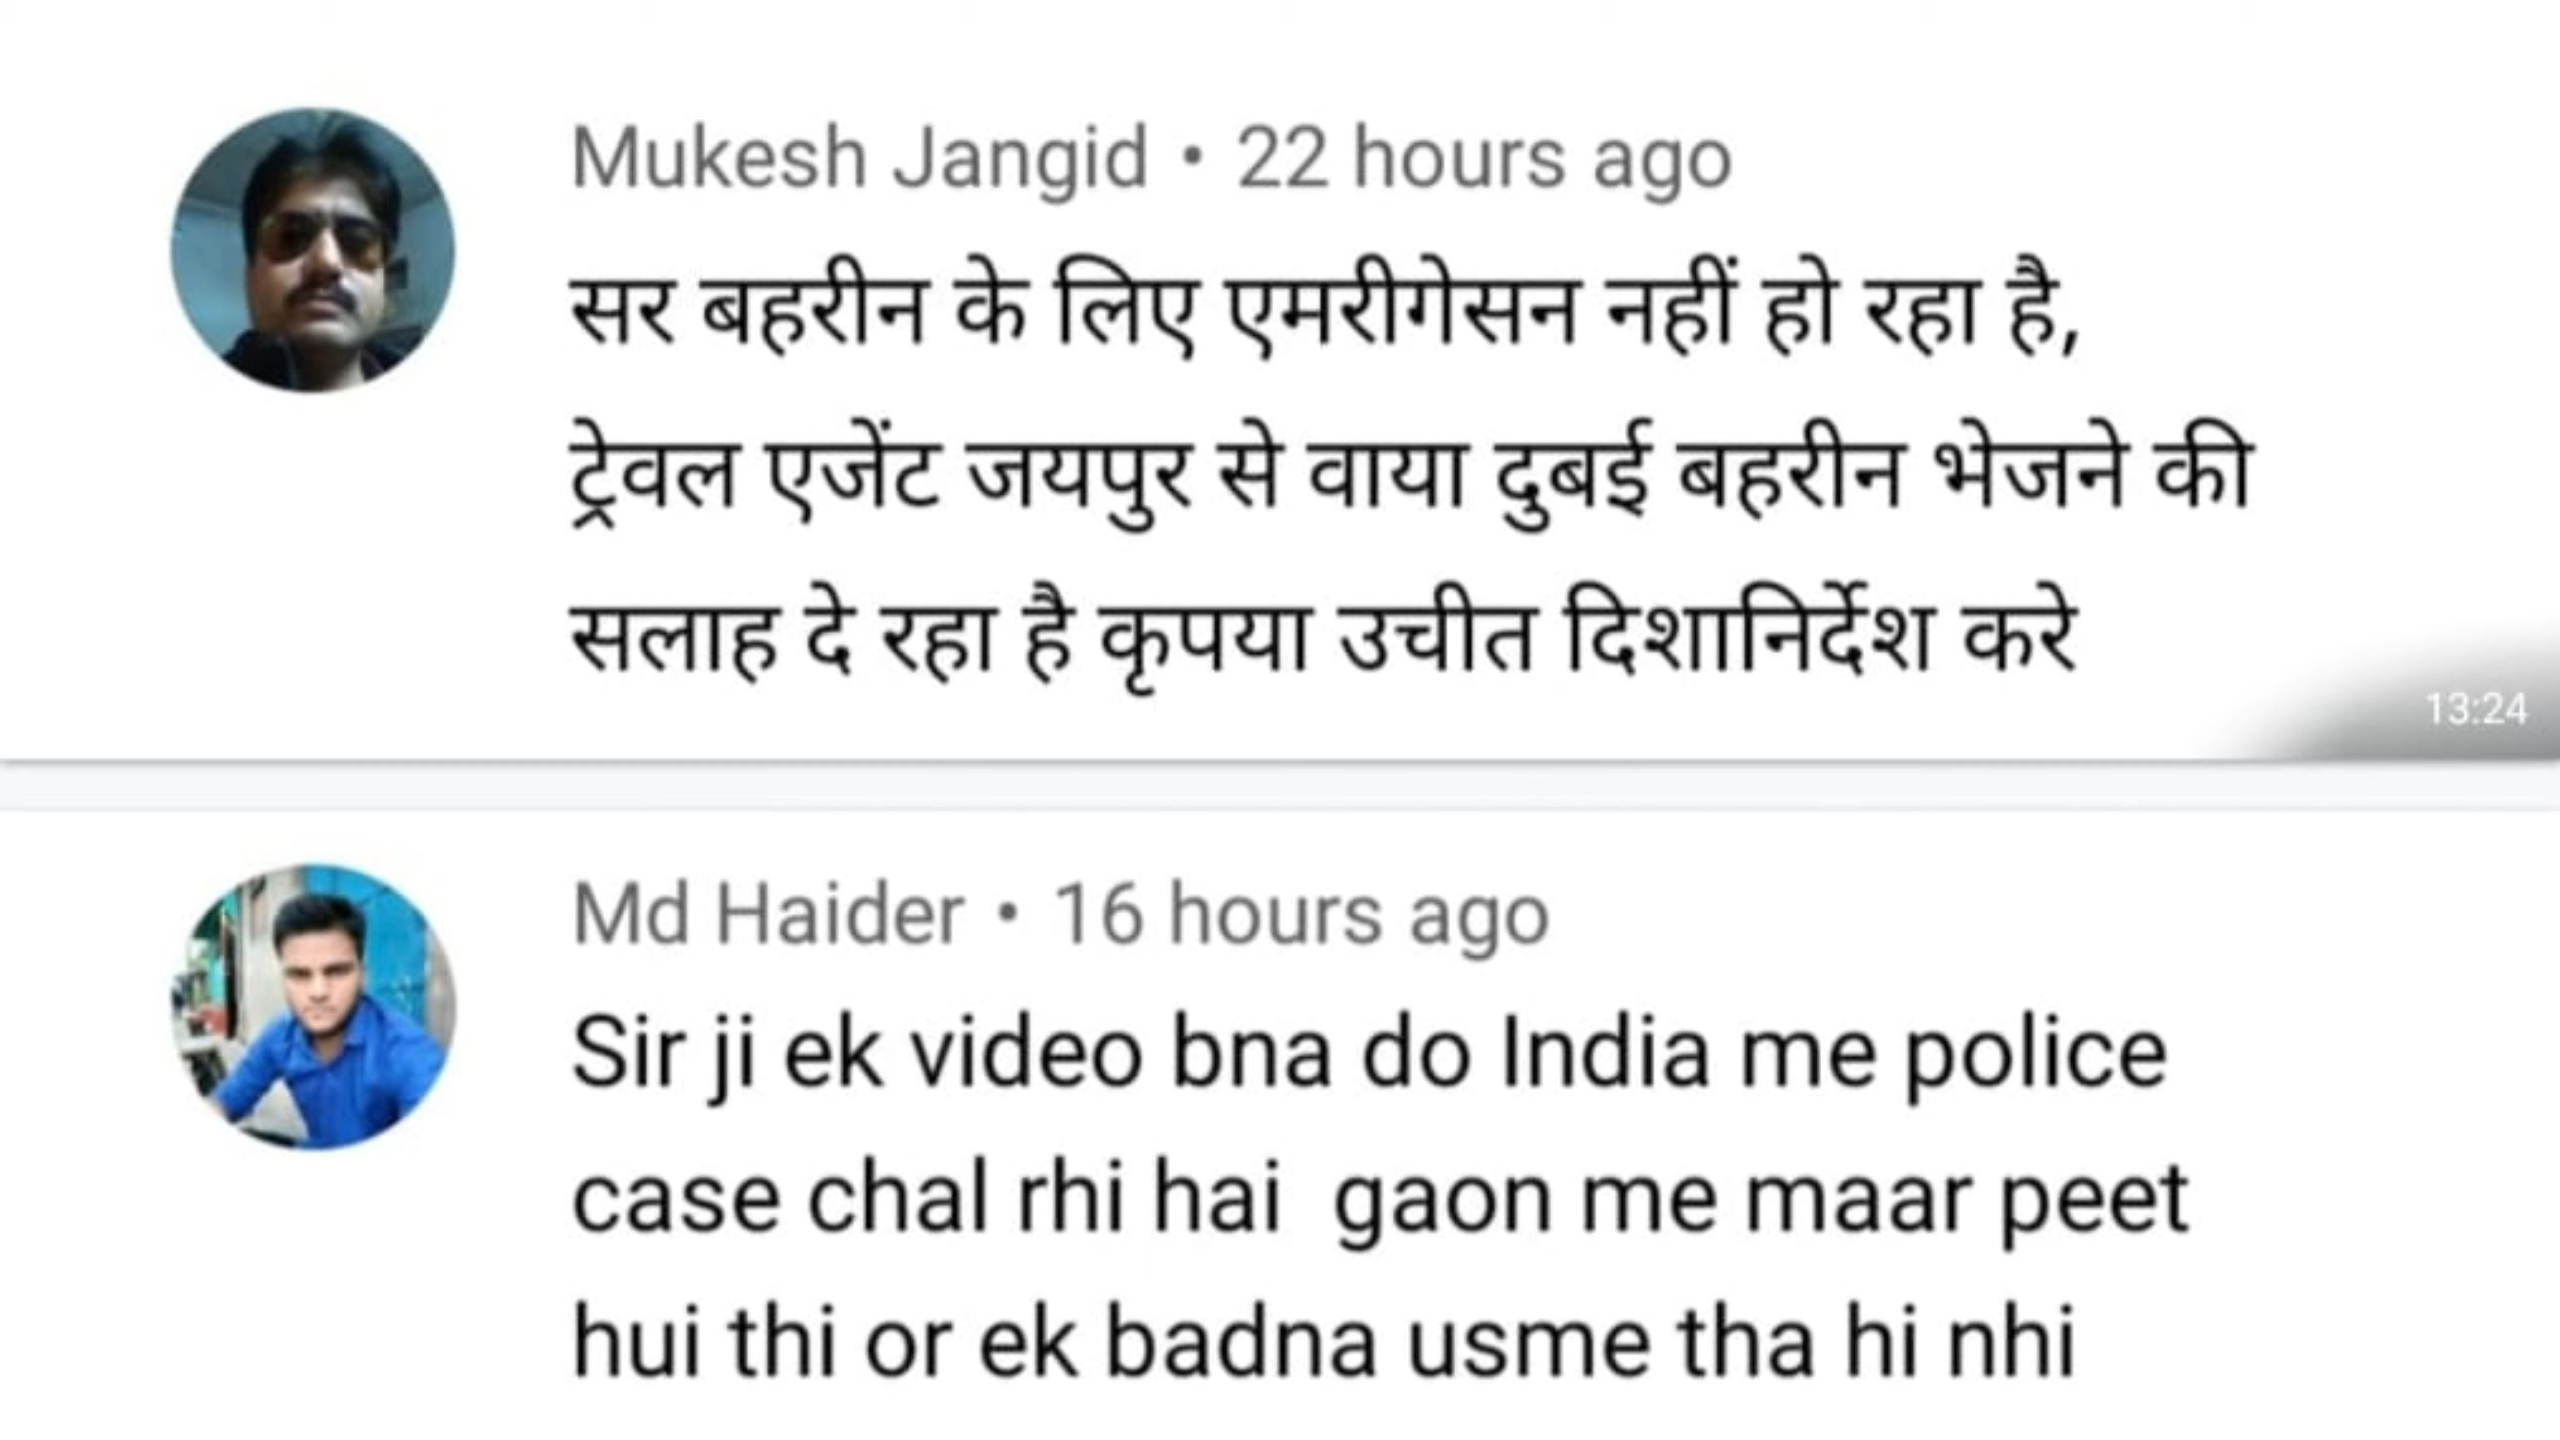 Mukesh Jangid • 22 hours ago
सर बहरीन के लिए एमरीगेसन नहीं हो रहा है,
ट्रेवल एजेंट जयपुर से वाया दुबई बहरीन भेजने की
सलाह दे रहा है कृपया उचीत दिशानिर्देश करे
13:24
Md Haider • 16 hours ago
Sir ji ek video bna do India me police
case chal rhi hai  gaon me maar peet
hui thi or ek badna usme tha hi nhi